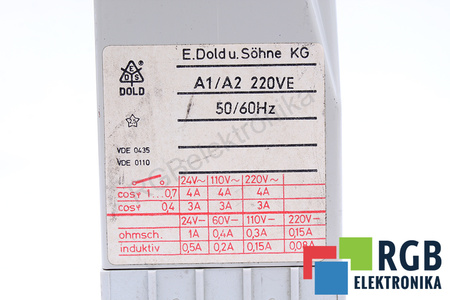 E.Dold u. Söhne KG
E D S
DOLD
A1/A2 220VE
50/60Hz
VDE 0435
VDE 0110
24V~ 110V~ 220V~
cosφ 1...0,7 4A 4A 4A
cosφ 0,4 3A 3A 3A
24V- 60V- 110V- 220V-
ohmsch. 1A 0,4A 0,3A 0,15A
induktiv 0,5A 0,2A 0,15A 0,08A
RGBelektronika
RGB
ELEKTRONIKA